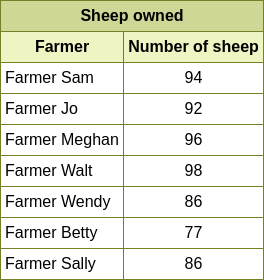 Sheep owned
Farmer Number of sheep
Farmer Sam 94
Farmer Jo 92
Farmer Meghan 96
Farmer Walt 98
Farmer Wendy 86
Farmer Betty 77
Farmer Sally 86